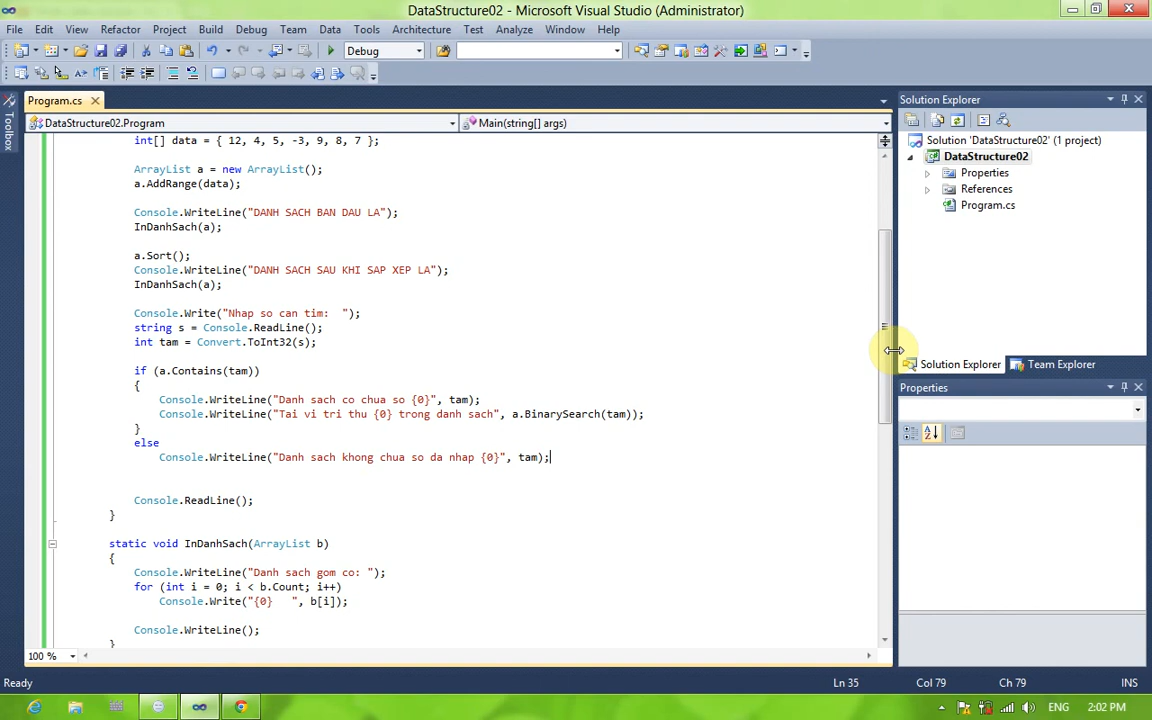 DataStructure02 - Microsoft Visual Studio (Administrator)
File Edit View Refactor Project Build Debug Team Data Tools Architecture Test Analyze Window Help
Debug
Program.cs
DataStructure02.Program Main(string[] args)
Toolbox
int[] data = { 12, 4, 5, -3, 9, 8, 7 };
ArrayList a = new ArrayList();
a.AddRange(data);
Console.WriteLine("DANH SACH BAN DAU LA");
InDanhSach(a);
a.Sort();
Console.WriteLine("DANH SACH SAU KHI SAP XEP LA");
InDanhSach(a);
Console.Write("Nhap so can tim:  ");
string s = Console.ReadLine();
int tam = Convert.ToInt32(s);
if (a.Contains(tam))
{
Console.WriteLine("Danh sach co chua so {0}", tam);
Console.WriteLine("Tai vi tri thu {0} trong danh sach", a.BinarySearch(tam));
}
else
Console.WriteLine("Danh sach khong chua so da nhap {0}", tam);
Console.ReadLine();
}
static void InDanhSach(ArrayList b)
{
Console.WriteLine("Danh sach gom co: ");
for (int i = 0; i < b.Count; i++)
Console.Write("{0}   ", b[i]);
Console.WriteLine();
}
100 %
Solution Explorer
Solution 'DataStructure02' (1 project)
DataStructure02
Properties
References
Program.cs
Solution Explorer Team Explorer
Properties
Ready Ln 35 Col 79 Ch 79 INS
ENG 2:02 PM